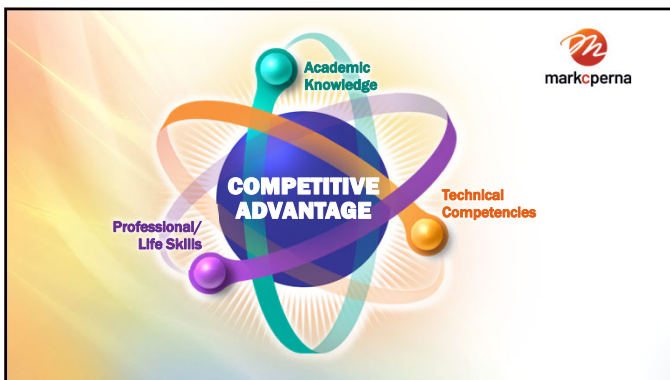 Academic
Knowledge
markcperna
COMPETITIVE
ADVANTAGE
Technical
Competencies
Professional/
Life Skills